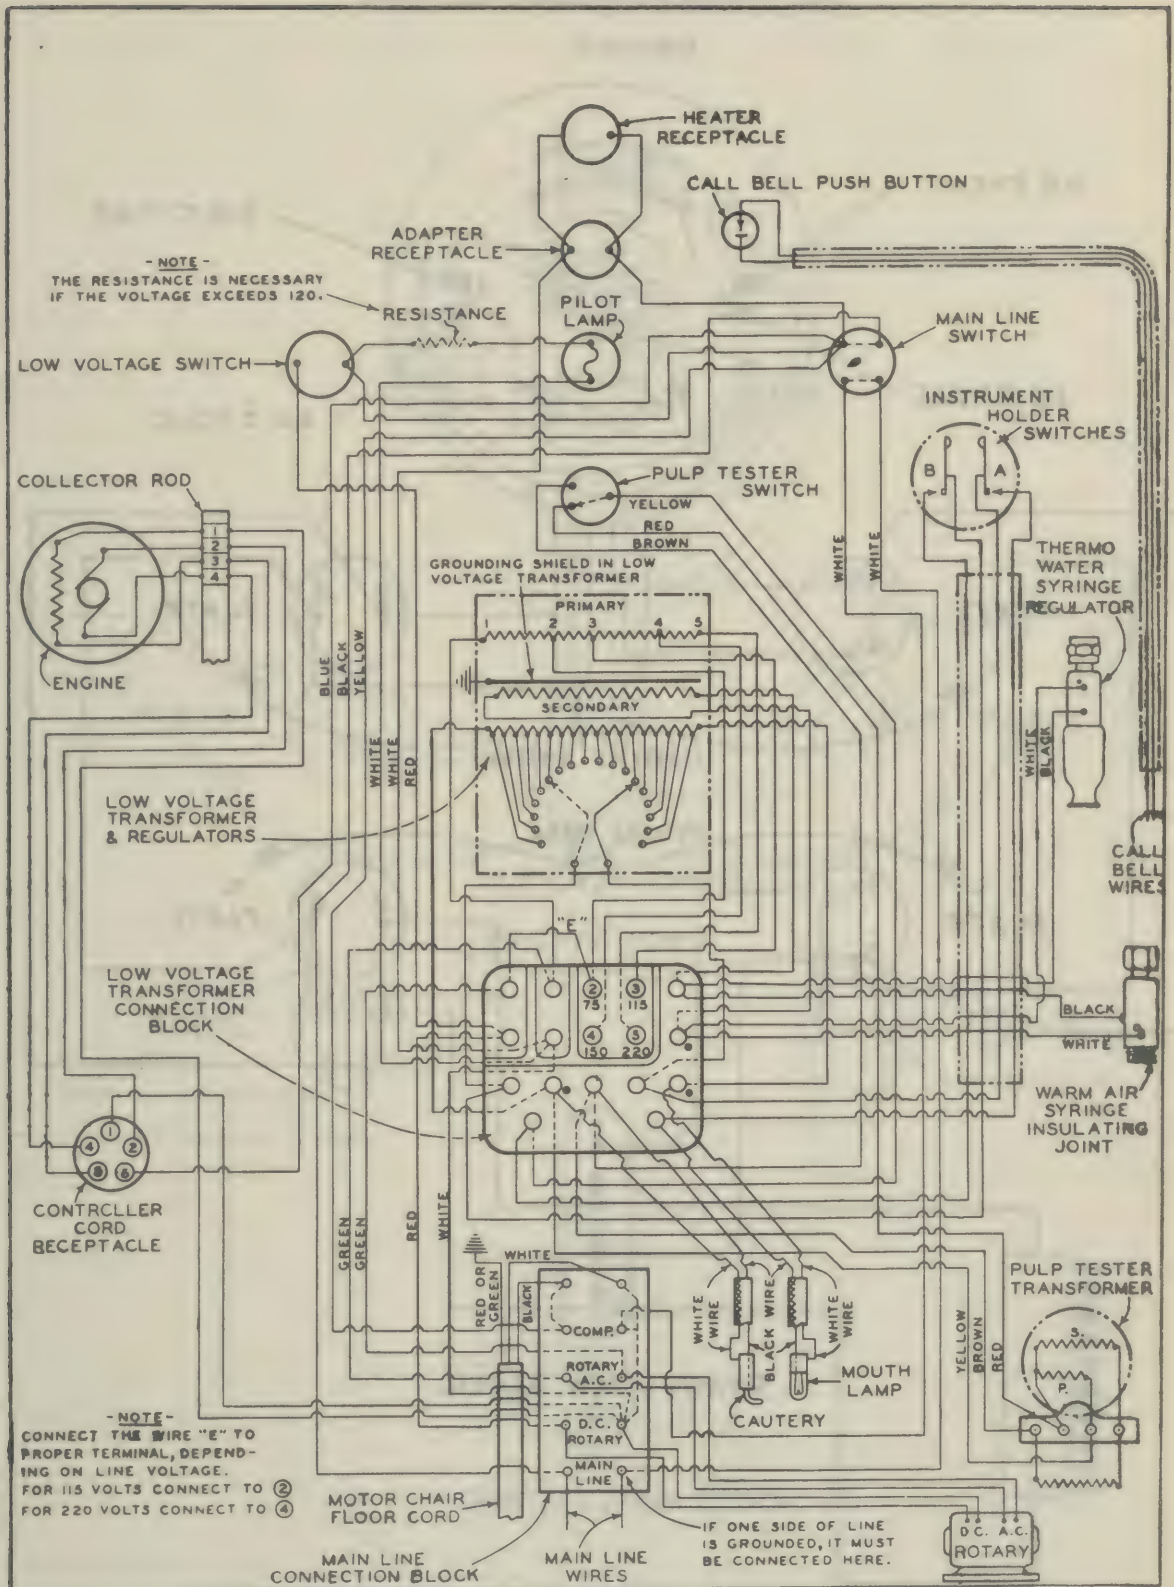 HEATER
RECEPTACLE
CALL BELL PUSH BUTTON
ADAPTER
RECEPTACLE
- NOTE -
THE RESISTANCE IS NECESSARY
IF THE VOLTAGE EXCEEDS 120.
RESISTANCE
PILOT
LAMP
MAIN LINE
SWITCH
LOW VOLTAGE SWITCH
INSTRUMENT
HOLDER
SWITCHES
B
A
COLLECTOR ROD
PULP TESTER
SWITCH
YELLOW
RED
BROWN
1
2
3
4
WHITE
WHITE
THERMO
WATER
SYRINGE
REGULATOR
GROUNDING SHIELD IN LOW
VOLTAGE TRANSFORMER
PRIMARY
1 2 3 4 5
ENGINE
BLUE
BLACK
YELLOW
SECONDARY
WHITE
WHITE
RED
WHITE
BLACK
LOW VOLTAGE
TRANSFORMER
& REGULATORS
CALL
BELL
WIRES
"E"
LOW VOLTAGE
TRANSFORMER
CONNECTION
BLOCK
2 3
75 115
4 5
150 220
BLACK
WHITE
WARM AIR
SYRINGE
INSULATING
JOINT
1
4 2
3 6
CONTRCLLER
CORD
RECEPTACLE
GREEN
GREEN
RED
WHITE
RED OR
GREEN
WHITE
BLACK
COMP.
ROTARY
A.C.
D.C.
ROTARY
MAIN
LINE
WHITE
WIRE
BLACK WIRE
WHITE
WIRE
MOUTH
LAMP
CAUTERY
PULP TESTER
TRANSFORMER
YELLOW
BROWN
RED
S.
P.
- NOTE -
CONNECT THE WIRE "E" TO
PROPER TERMINAL, DEPEND-
ING ON LINE VOLTAGE.
FOR 115 VOLTS CONNECT TO 2
FOR 220 VOLTS CONNECT TO 4
MOTOR CHAIR
FLOOR CORD
MAIN LINE
CONNECTION BLOCK
MAIN LINE
WIRES
IF ONE SIDE OF LINE
IS GROUNDED, IT MUST
BE CONNECTED HERE.
D.C. A.C.
ROTARY